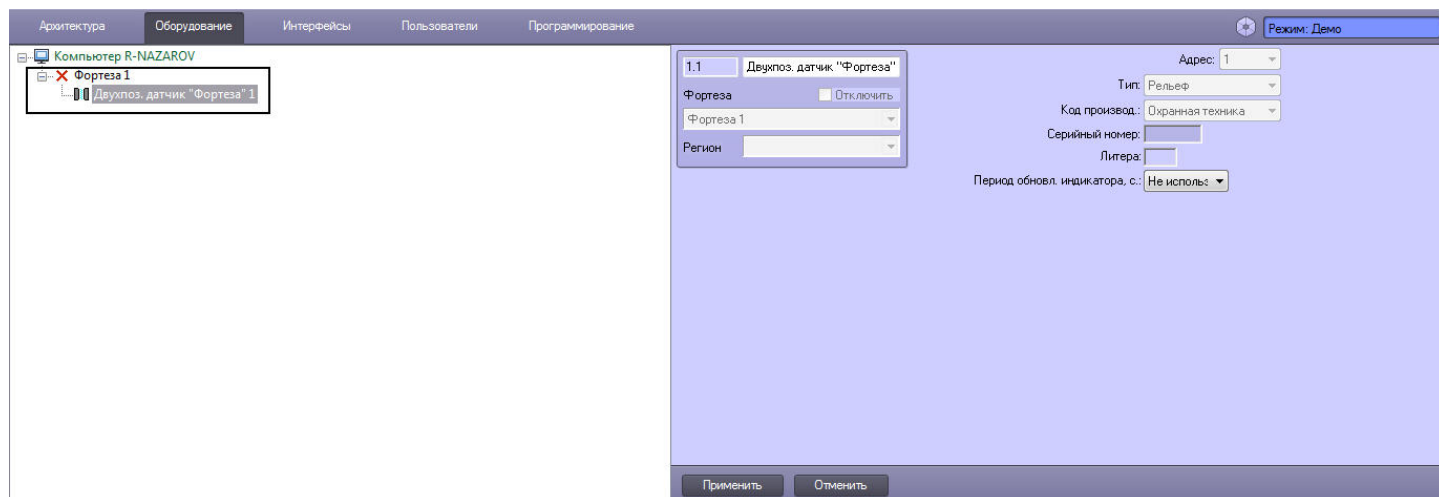 Архитектура Оборудование Интерфейсы Пользователи Программирование Режим: Демо
Компьютер R-NAZAROV
Фортеза 1
Двухпоз. датчик "Фортеза" 1
1.1 Двухпоз. датчик "Фортеза"
Фортеза Отключить
Фортеза 1
Регион
Адрес: 1
Тип: Рельеф
Код производ.: Охранная техника
Серийный номер:
Литера:
Период обновл. индикатора, с.: Не использ
Применить Отменить